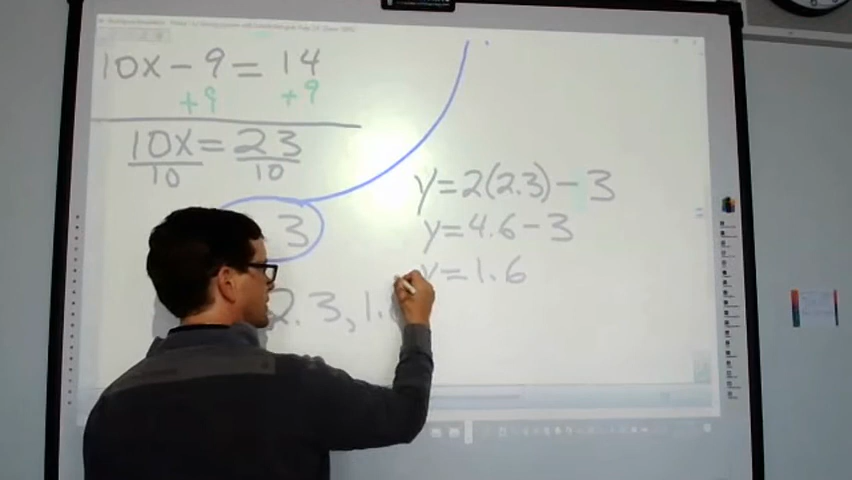 10x - 9 = 14
+9 +9
10x = 23
10 10
3
y = 2(2.3) - 3
y = 4.6 - 3
y = 1.6
2.3, 1.